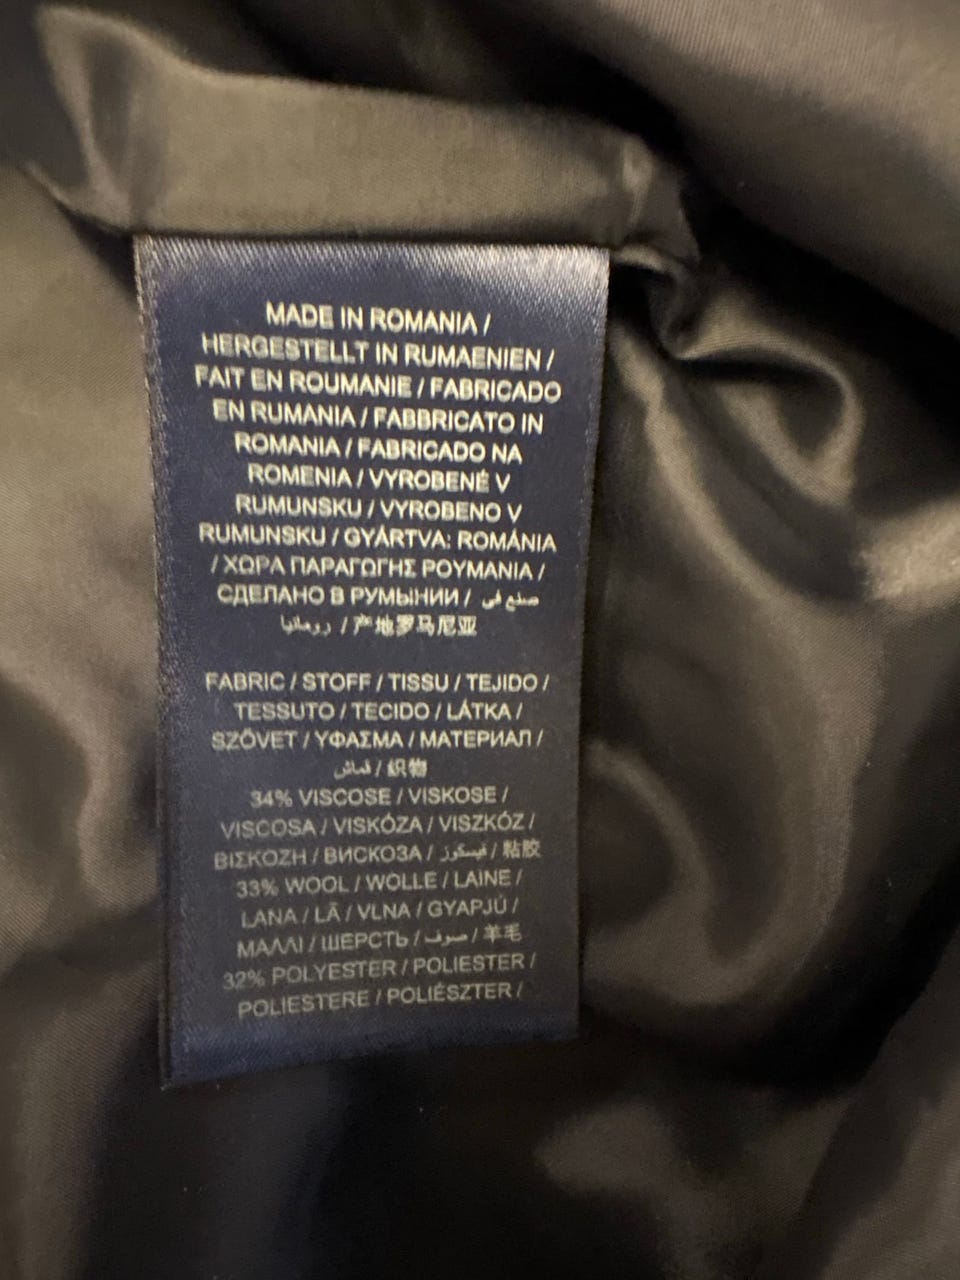 MADE IN ROMANIA /
HERGESTELLT IN RUMAENIEN /
FAIT EN ROUMANIE / FABRICADO
EN RUMANIA / FABBRICATO IN
ROMANIA / FABRICADO NA
ROMENIA / VYROBENÉ V
RUMUNSKU / VYROBENO V
RUMUNSKU / GYÁRTVA: ROMÁNIA
/ ΧΩΡΑ ΠΑΡΑΓΩΓΗΣ ΡΟΥΜΑΝΙΑ /
СДЕЛАНО В РУМЫНИИ / صنع في
رومانيا / 产地罗马尼亚
FABRIC / STOFF / TISSU / TEJIDO /
TESSUTO / TECIDO / LÁTKA /
SZÖVET / ΥΦΑΣΜΑ / МАТЕРИАЛ /
قماش / 织物
34% VISCOSE / VISKOSE /
VISCOSA / VISKÓZA / VISZKÓZ /
ΒΙΣΚΟΖΗ / ВИСКОЗА / فيسكوز / 粘胶
33% WOOL / WOLLE / LAINE /
LANA / LÃ / VLNA / GYAPJÚ /
ΜΑΛΛΙ / ШЕРСТЬ / صوف / 羊毛
32% POLYESTER / POLIESTER /
POLIESTERE / POLIÉSZTER /